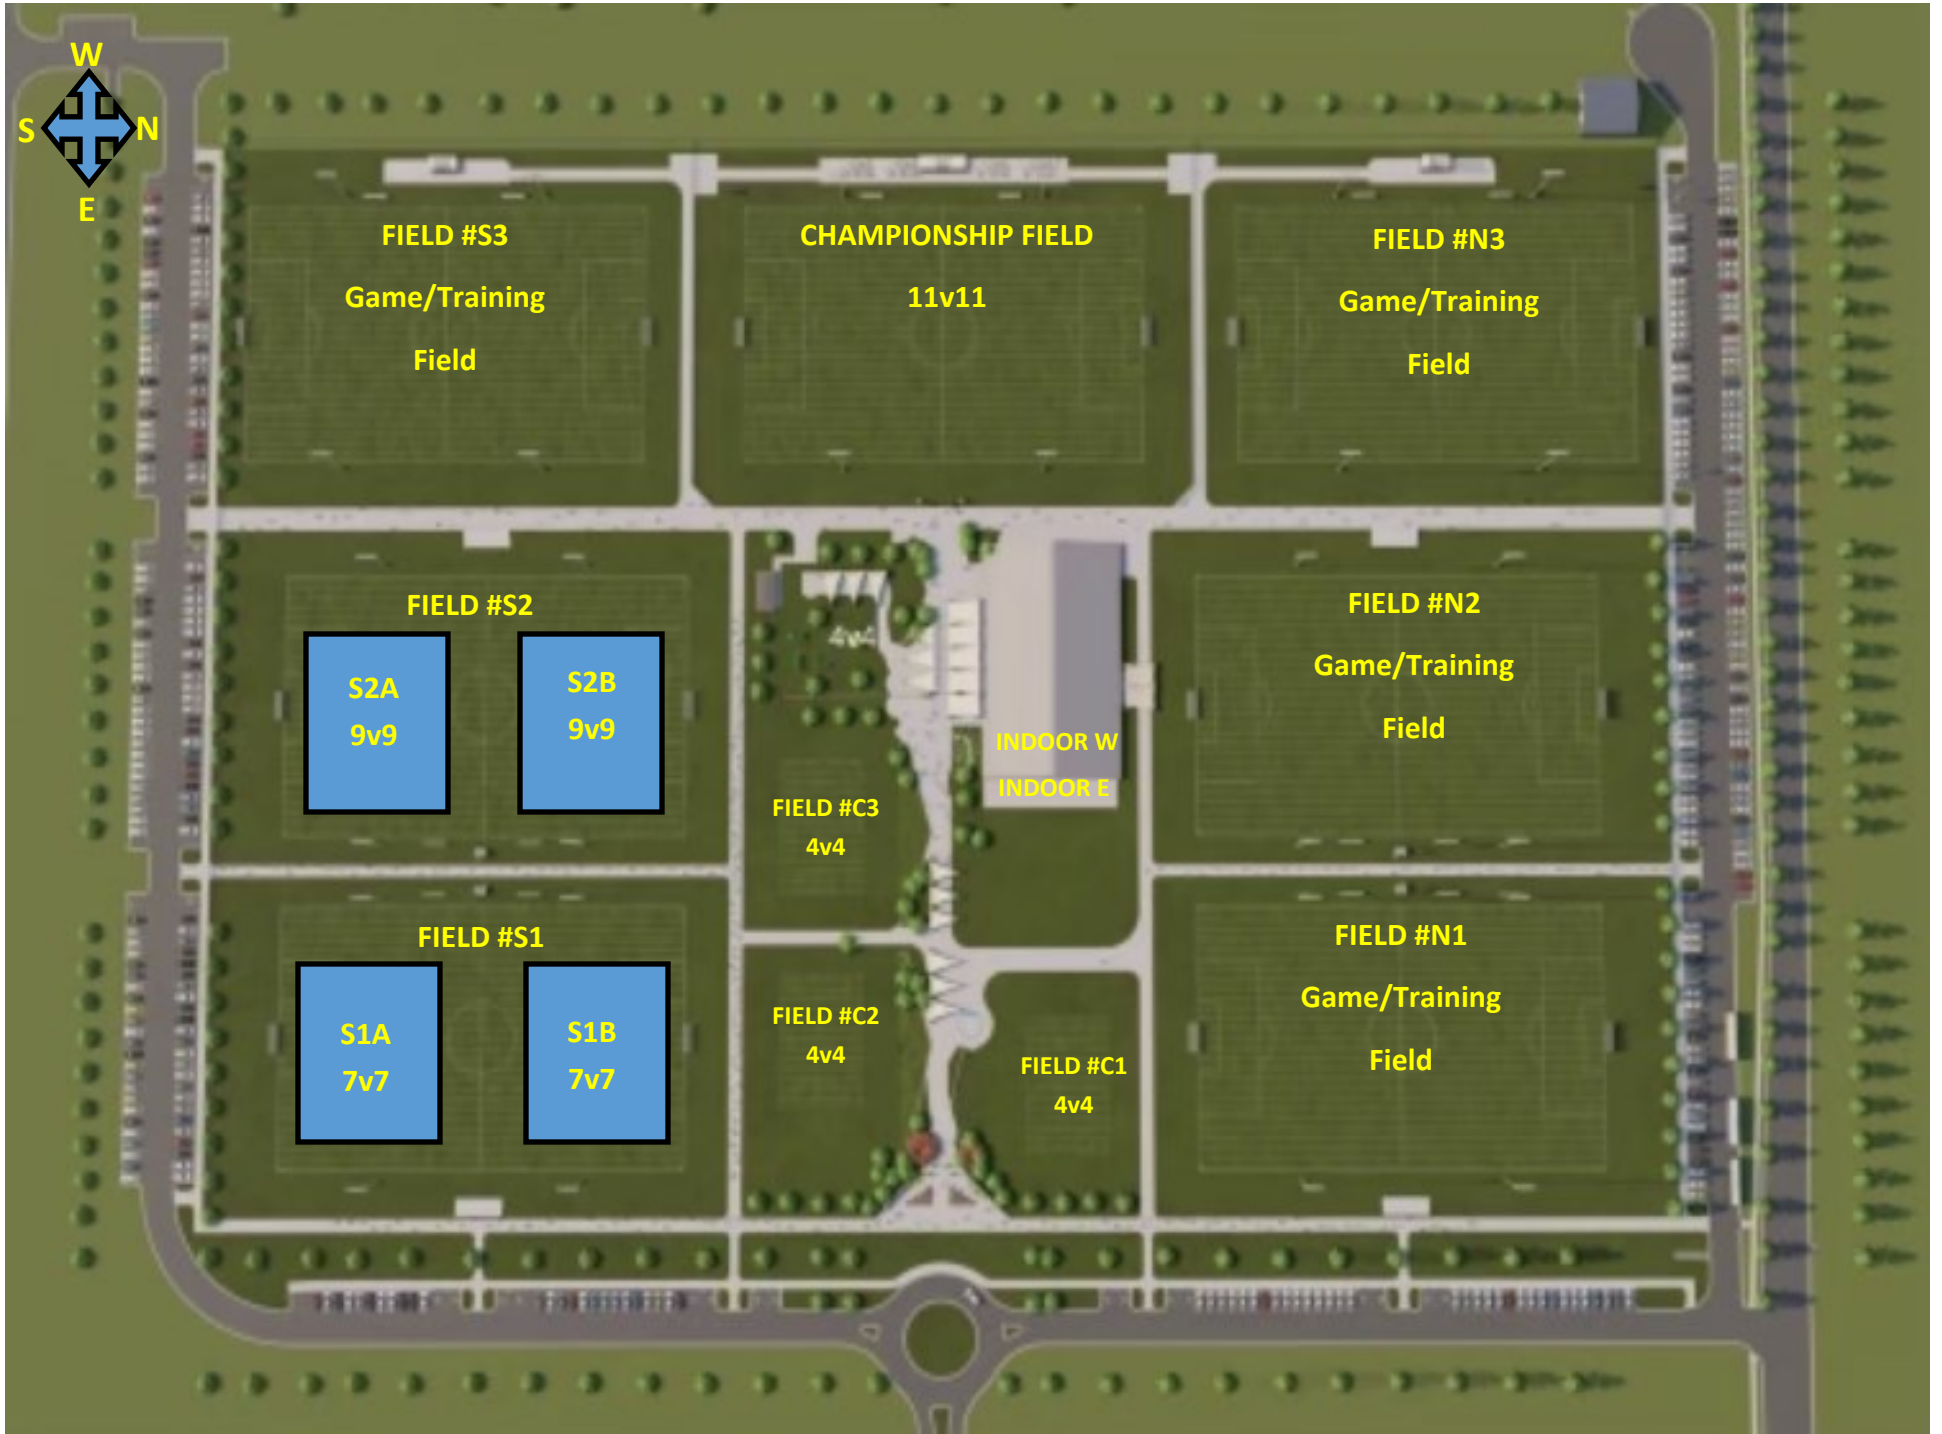 W
S
N
E
FIELD #S3
Game/Training
Field
CHAMPIONSHIP FIELD
11v11
FIELD #N3
Game/Training
Field
FIELD #S2
S2A
9v9
S2B
9v9
4v4
INDOOR W
INDOOR E
FIELD #N2
Game/Training
Field
FIELD #C3
4v4
FIELD #S1
S1A
7v7
S1B
7v7
FIELD #C2
4v4
FIELD #C1
4v4
FIELD #N1
Game/Training
Field